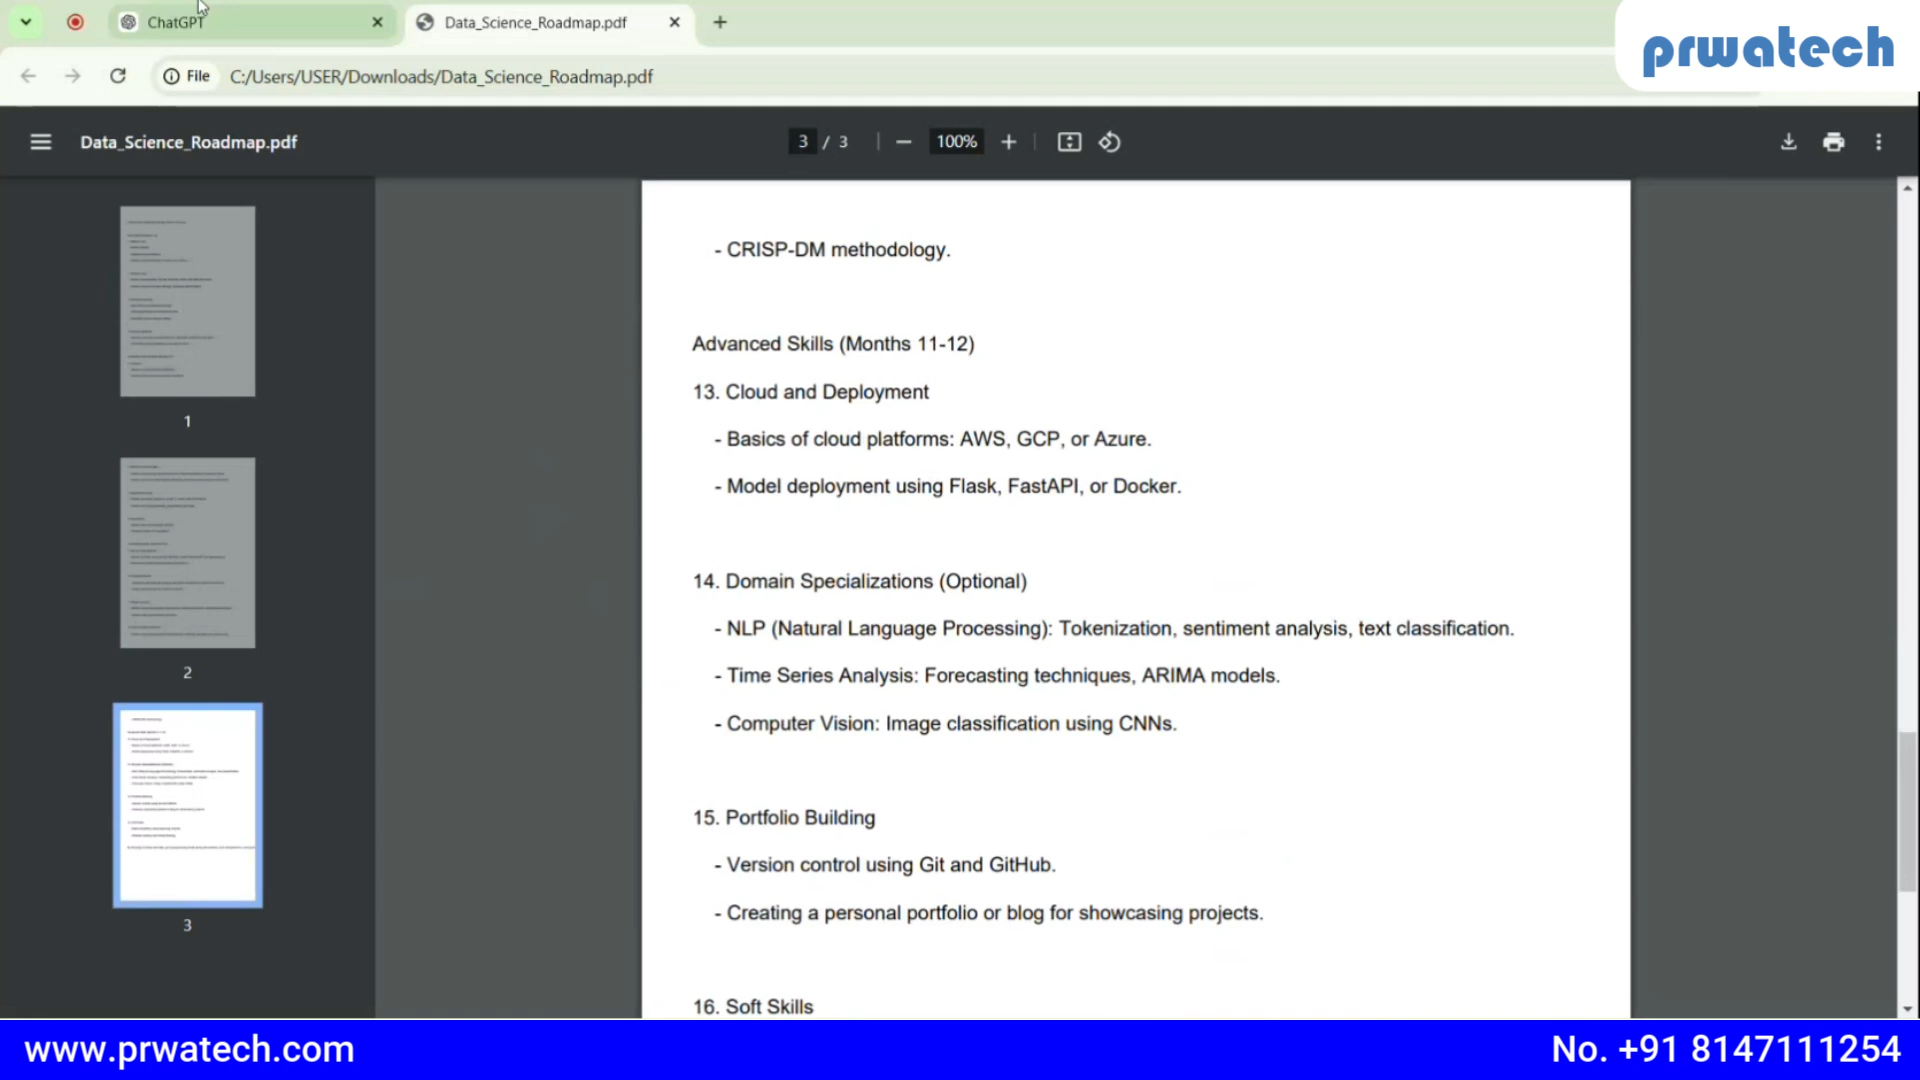 ChatGPT
Data_Science_Roadmap.pdf
prwatech
File
C:/Users/USER/Downloads/Data_Science_Roadmap.pdf
Data_Science_Roadmap.pdf
3 / 3
100%
- CRISP-DM methodology.
Advanced Skills (Months 11-12)
13. Cloud and Deployment
- Basics of cloud platforms: AWS, GCP, or Azure.
- Model deployment using Flask, FastAPI, or Docker.
14. Domain Specializations (Optional)
- NLP (Natural Language Processing): Tokenization, sentiment analysis, text classification.
- Time Series Analysis: Forecasting techniques, ARIMA models.
- Computer Vision: Image classification using CNNs.
15. Portfolio Building
- Version control using Git and GitHub.
- Creating a personal portfolio or blog for showcasing projects.
16. Soft Skills
1
2
3
www.prwatech.com
No. +91 8147111254